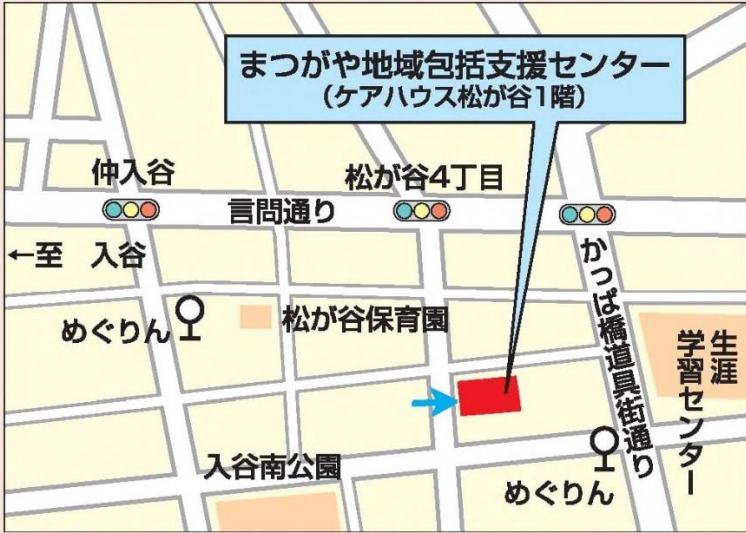 まつがや地域包括支援センター
（ケアハウス松が谷1階）
仲入谷
松が谷4丁目
言問通り
←至 入谷
かっぱ橋道具街通り
めぐりん
松が谷保育園
生涯
学習センター
入谷南公園
めぐりん